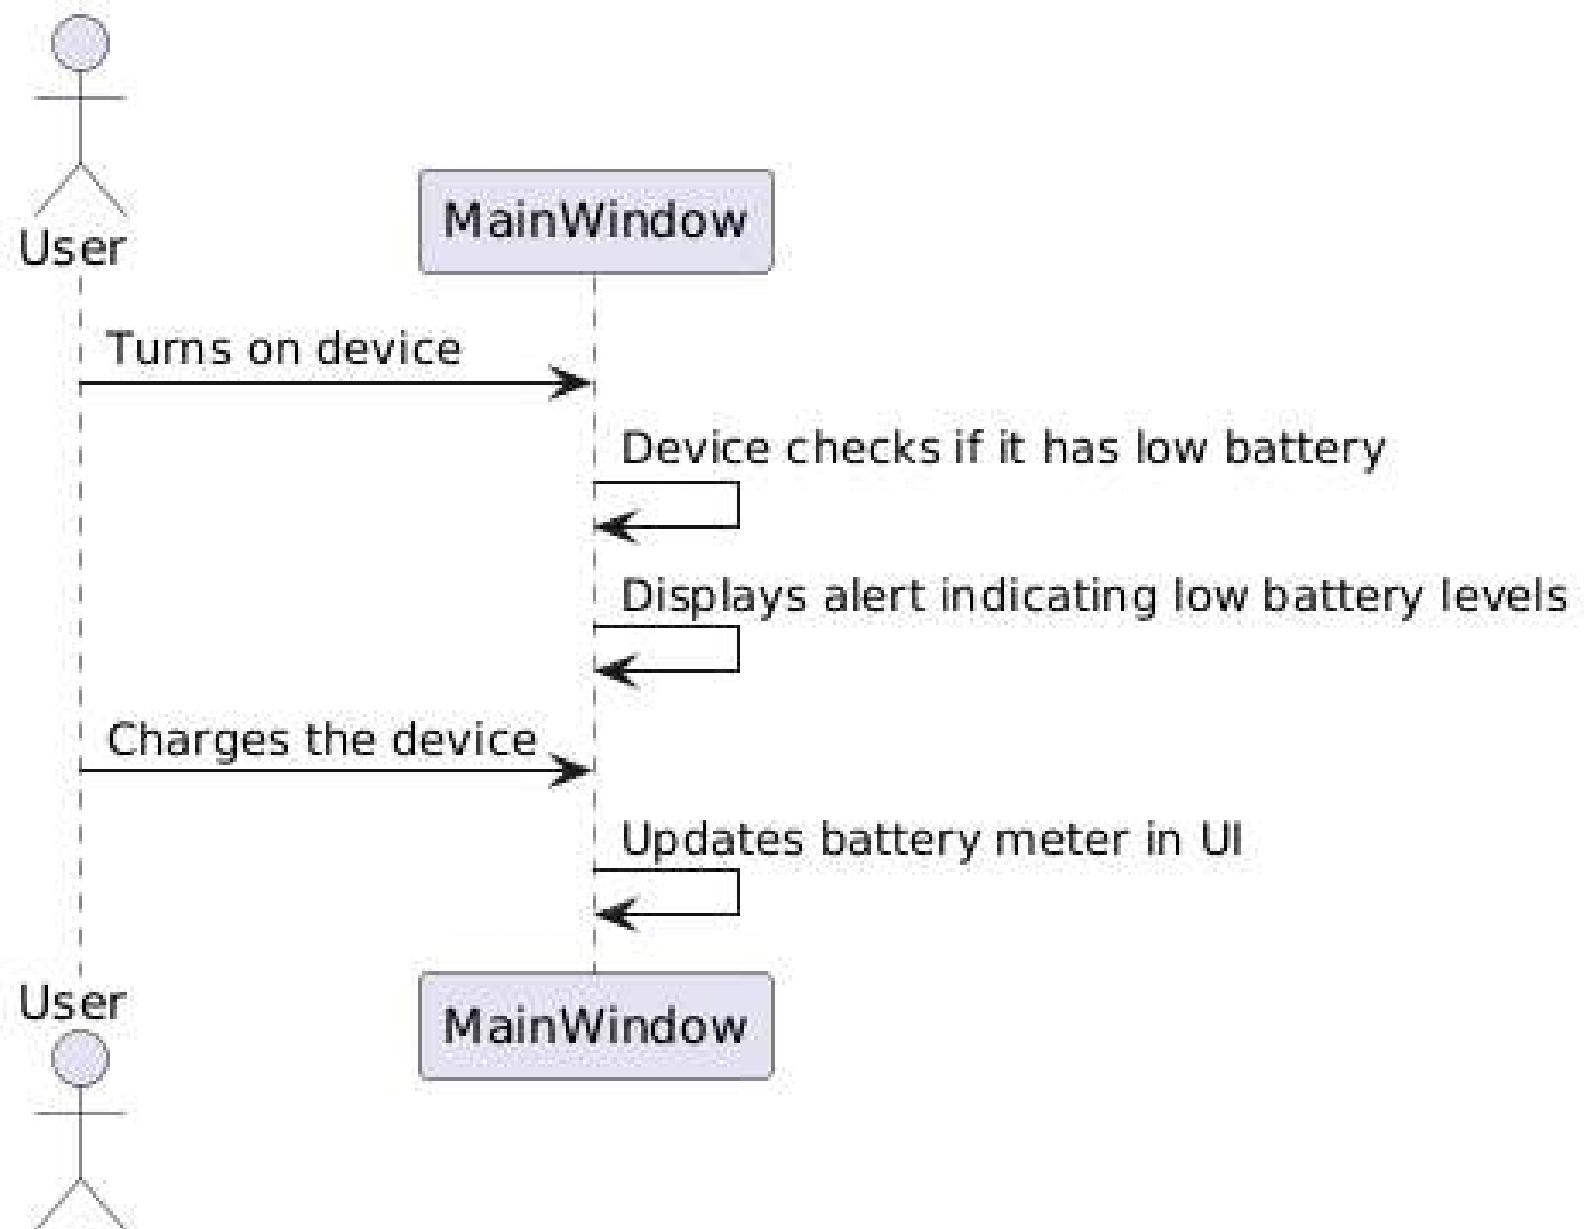 User
MainWindow
Turns on device
Device checks if it has low battery
Displays alert indicating low battery levels
Charges the device
Updates battery meter in UI
User
MainWindow